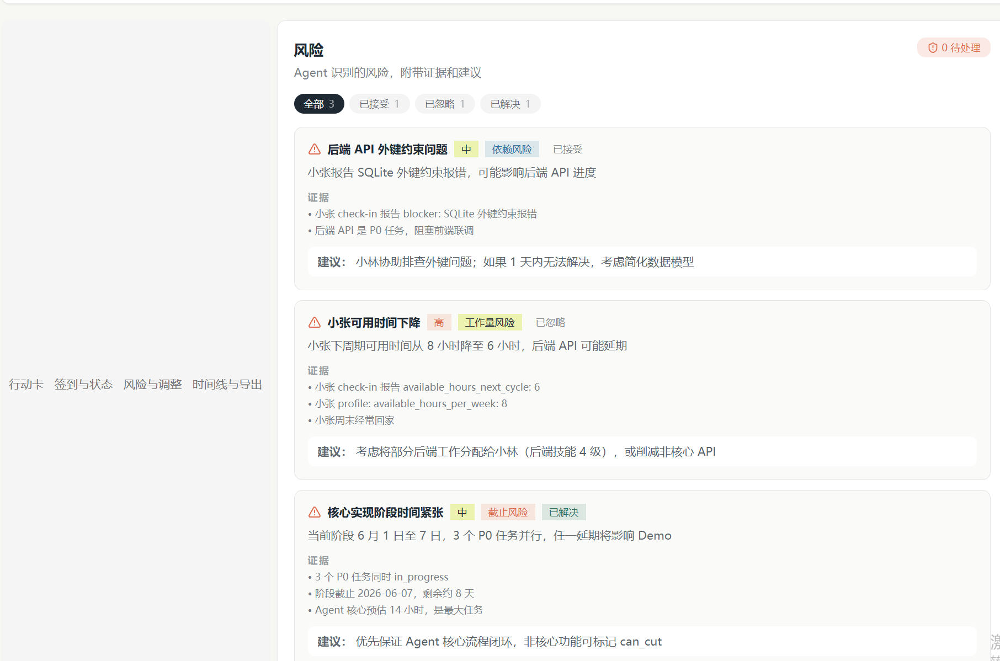 风险
0 待处理
Agent 识别的风险，附带证据和建议
全部 3 已接受 1 已忽略 1 已解决 1
后端 API 外键约束问题 中 依赖风险 已接受
小张报告 SQLite 外键约束报错，可能影响后端 API 进度
证据
• 小张 check-in 报告 blocker: SQLite 外键约束报错
• 后端 API 是 P0 任务，阻塞前端联调
建议： 小林协助排查外键问题；如果 1 天内无法解决，考虑简化数据模型
小张可用时间下降 高 工作量风险 已忽略
小张下周期可用时间从 8 小时降至 6 小时，后端 API 可能延期
证据
行动卡 签到与状态 风险与调整 时间线与导出
• 小张 check-in 报告 available_hours_next_cycle: 6
• 小张 profile: available_hours_per_week: 8
• 小张周末经常回家
建议： 考虑将部分后端工作分配给小林（后端技能 4 级），或削减非核心 API
核心实现阶段时间紧张 中 截止风险 已解决
当前阶段 6 月 1 日至 7 日，3 个 P0 任务并行，任一延期将影响 Demo
证据
• 3 个 P0 任务同时 in_progress
• 阶段截止 2026-06-07，剩余约 8 天
• Agent 核心预估 14 小时，是最大任务
建议： 优先保证 Agent 核心流程闭环，非核心功能可标记 can_cut